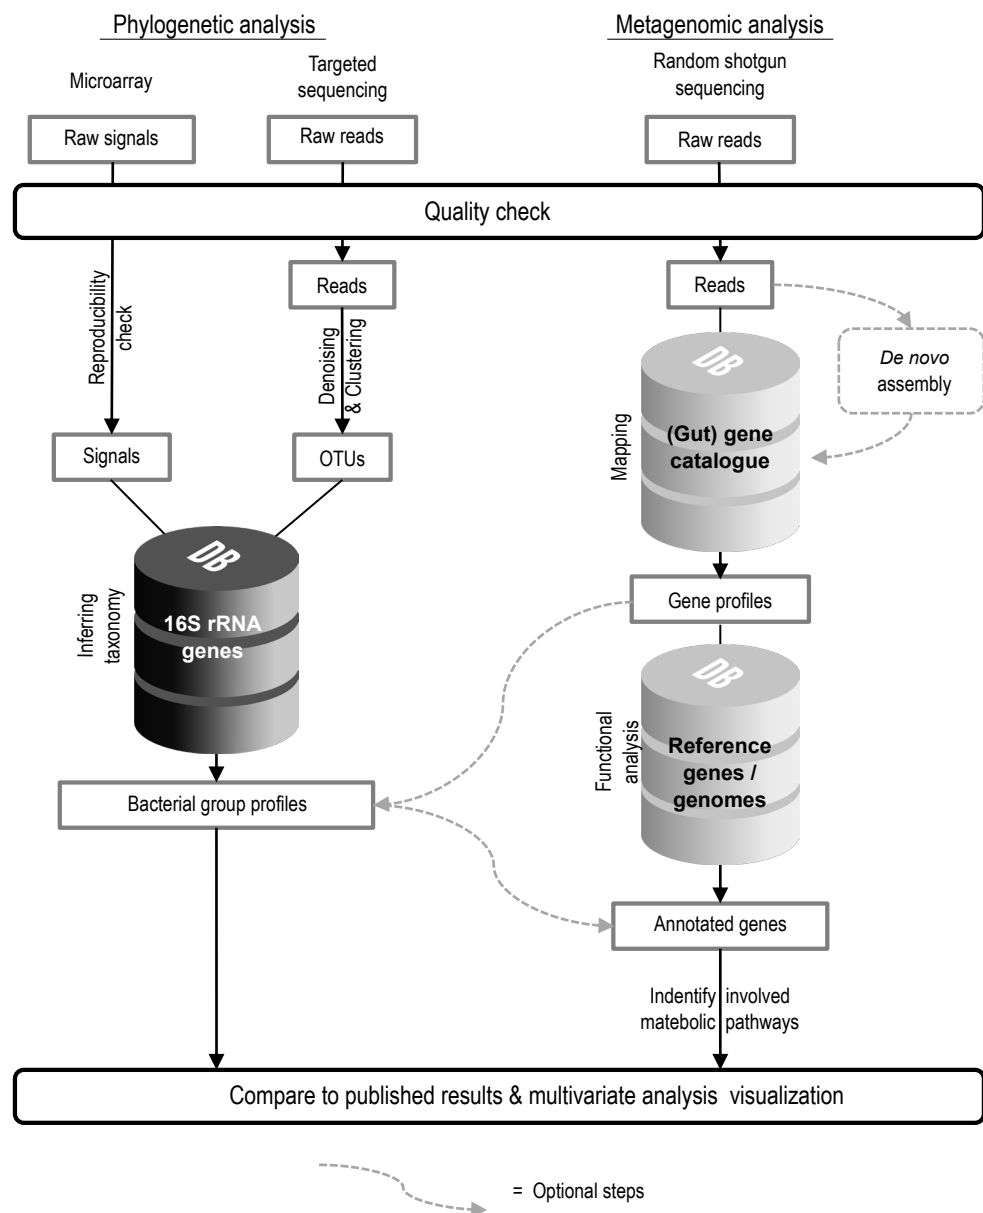 Phylogenetic analysis
Metagenomic analysis
Microarray
Targeted
sequencing
Random shotgun
sequencing
Raw signals
Raw reads
Raw reads
Quality check
Reproducibility
check
Reads
Denoising
& Clustering
Reads
De novo
assembly
Signals
OTUs
Mapping
DB
(Gut) gene
catalogue
Inferring
taxonomy
DB
16S rRNA
genes
Gene profiles
Functional
analysis
DB
Reference
genes /
genomes
Bacterial group profiles
Annotated genes
Indentify involved
matebolic pathways
Compare to published results & multivariate analysis visualization
= Optional steps